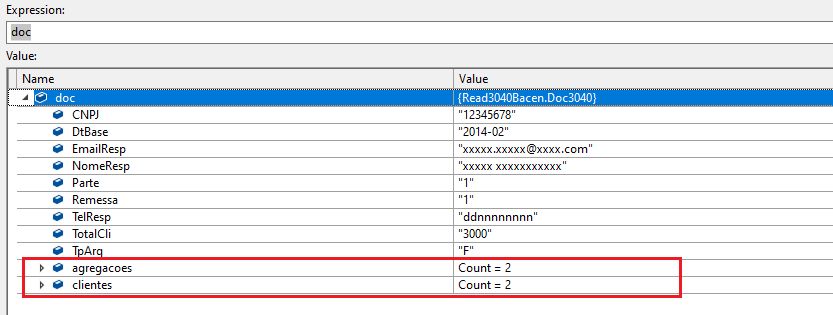 Expression:
doc
Value:
Name Value
doc {Read3040Bacen.Doc3040}
CNPJ "12345678"
DtBase "2014-02"
EmailResp "xxxxx.xxxxx@xxxx.com"
NomeResp "xxxxx xxxxxxxxxxx"
Parte "1"
Remessa "1"
TelResp "ddnnnnnnnn"
TotalCli "3000"
TpArq "F"
agregacoes Count = 2
clientes Count = 2